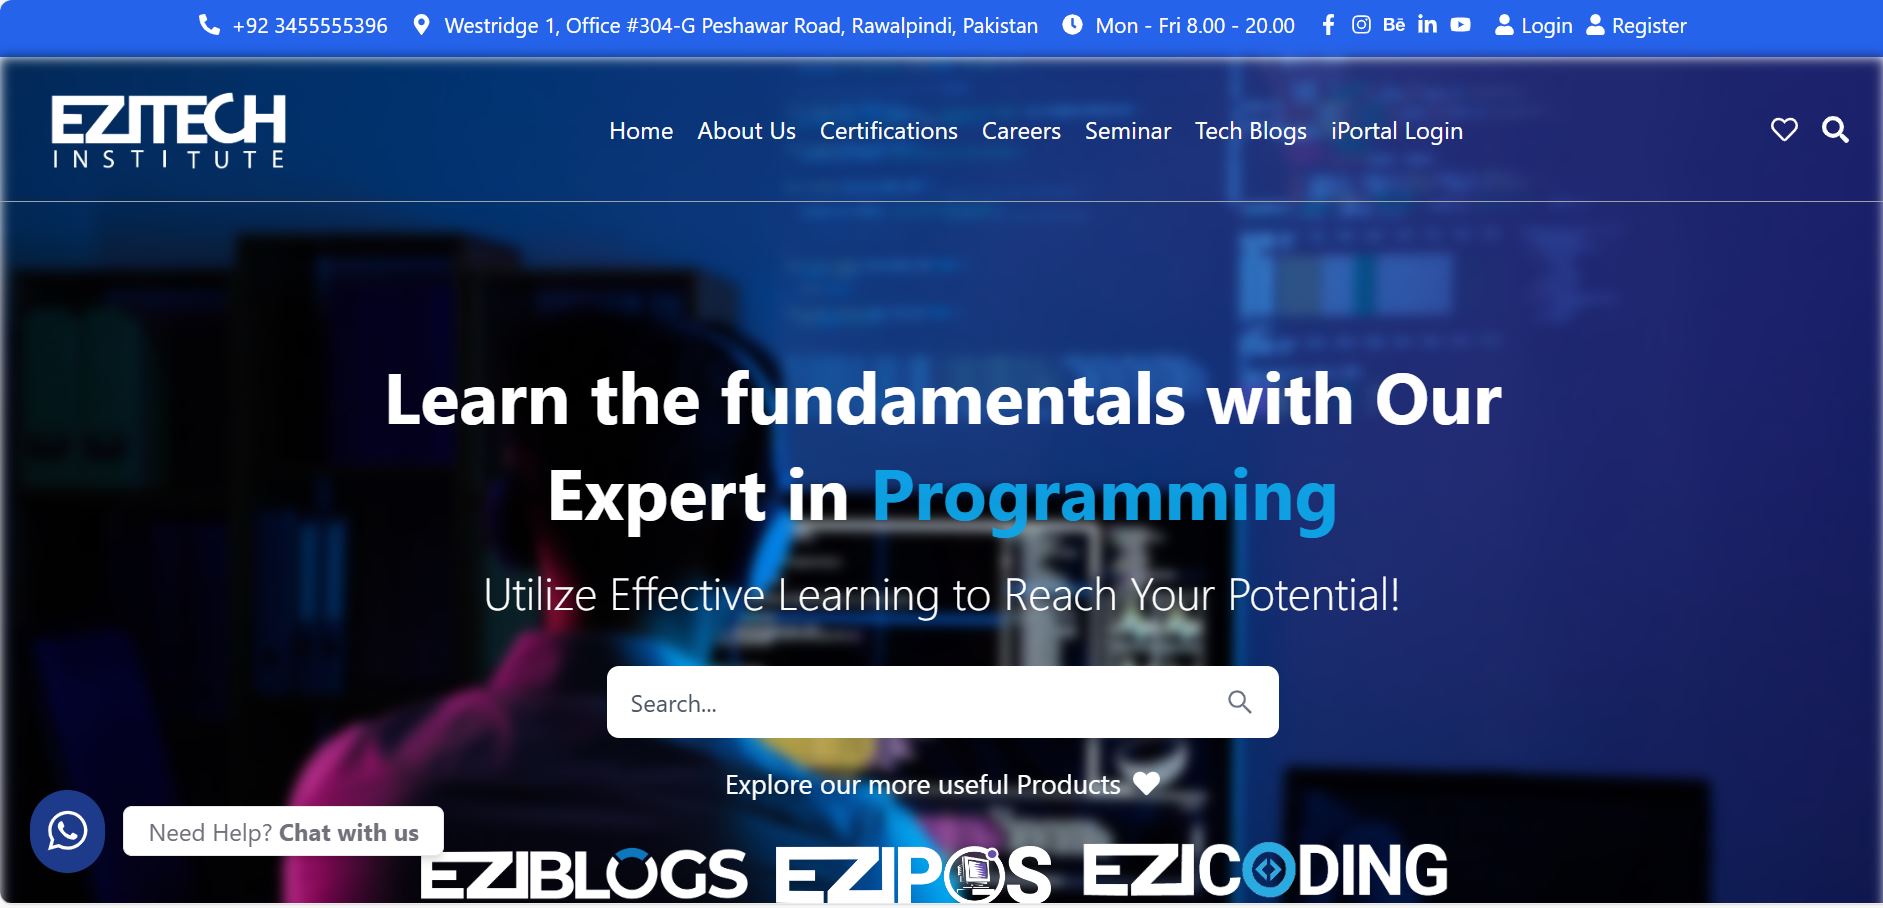 +92 3455555396 Westridge 1, Office #304-G Peshawar Road, Rawalpindi, Pakistan Mon - Fri 8.00 - 20.00 Bē in Login Register
EZITECH
INSTITUTE
Home About Us Certifications Careers Seminar Tech Blogs iPortal Login
Learn the fundamentals with Our
Expert in Programming
Utilize Effective Learning to Reach Your Potential!
Search...
Explore our more useful Products
Need Help? Chat with us
EZIBLOGS EZIPOS EZICODING